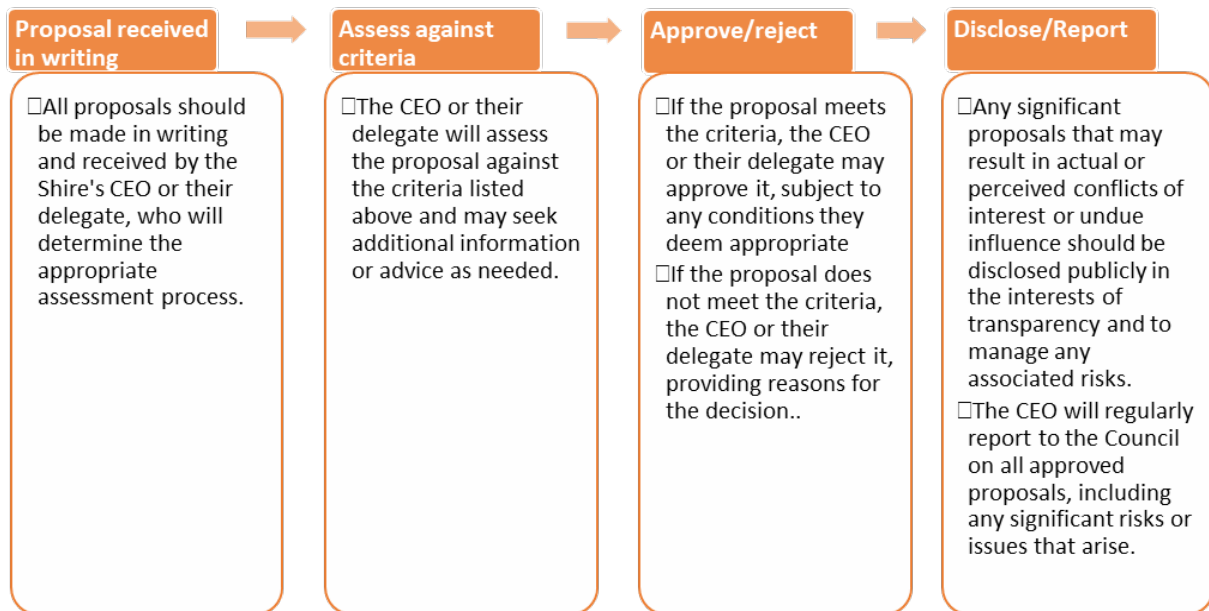 Proposal received
in writing
□All proposals should
be made in writing
and received by the
Shire's CEO or their
delegate, who will
determine the
appropriate
assessment process.
Assess against
criteria
□The CEO or their
delegate will assess
the proposal against
the criteria listed
above and may seek
additional information
or advice as needed.
Approve/reject
□If the proposal meets
the criteria, the CEO
or their delegate may
approve it, subject to
any conditions they
deem appropriate
□If the proposal does
not meet the criteria,
the CEO or their
delegate may reject it,
providing reasons for
the decision..
Disclose/Report
□Any significant
proposals that may
result in actual or
perceived conflicts of
interest or undue
influence should be
disclosed publicly in
the interests of
transparency and to
manage any
associated risks.
□The CEO will regularly
report to the Council
on all approved
proposals, including
any significant risks or
issues that arise.